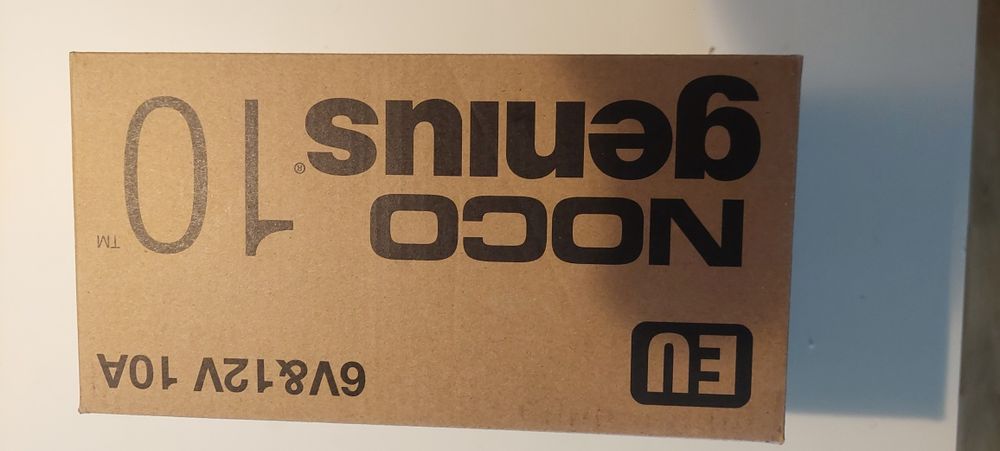 EU
6V&12V 10A
NOCO
genius® 10™